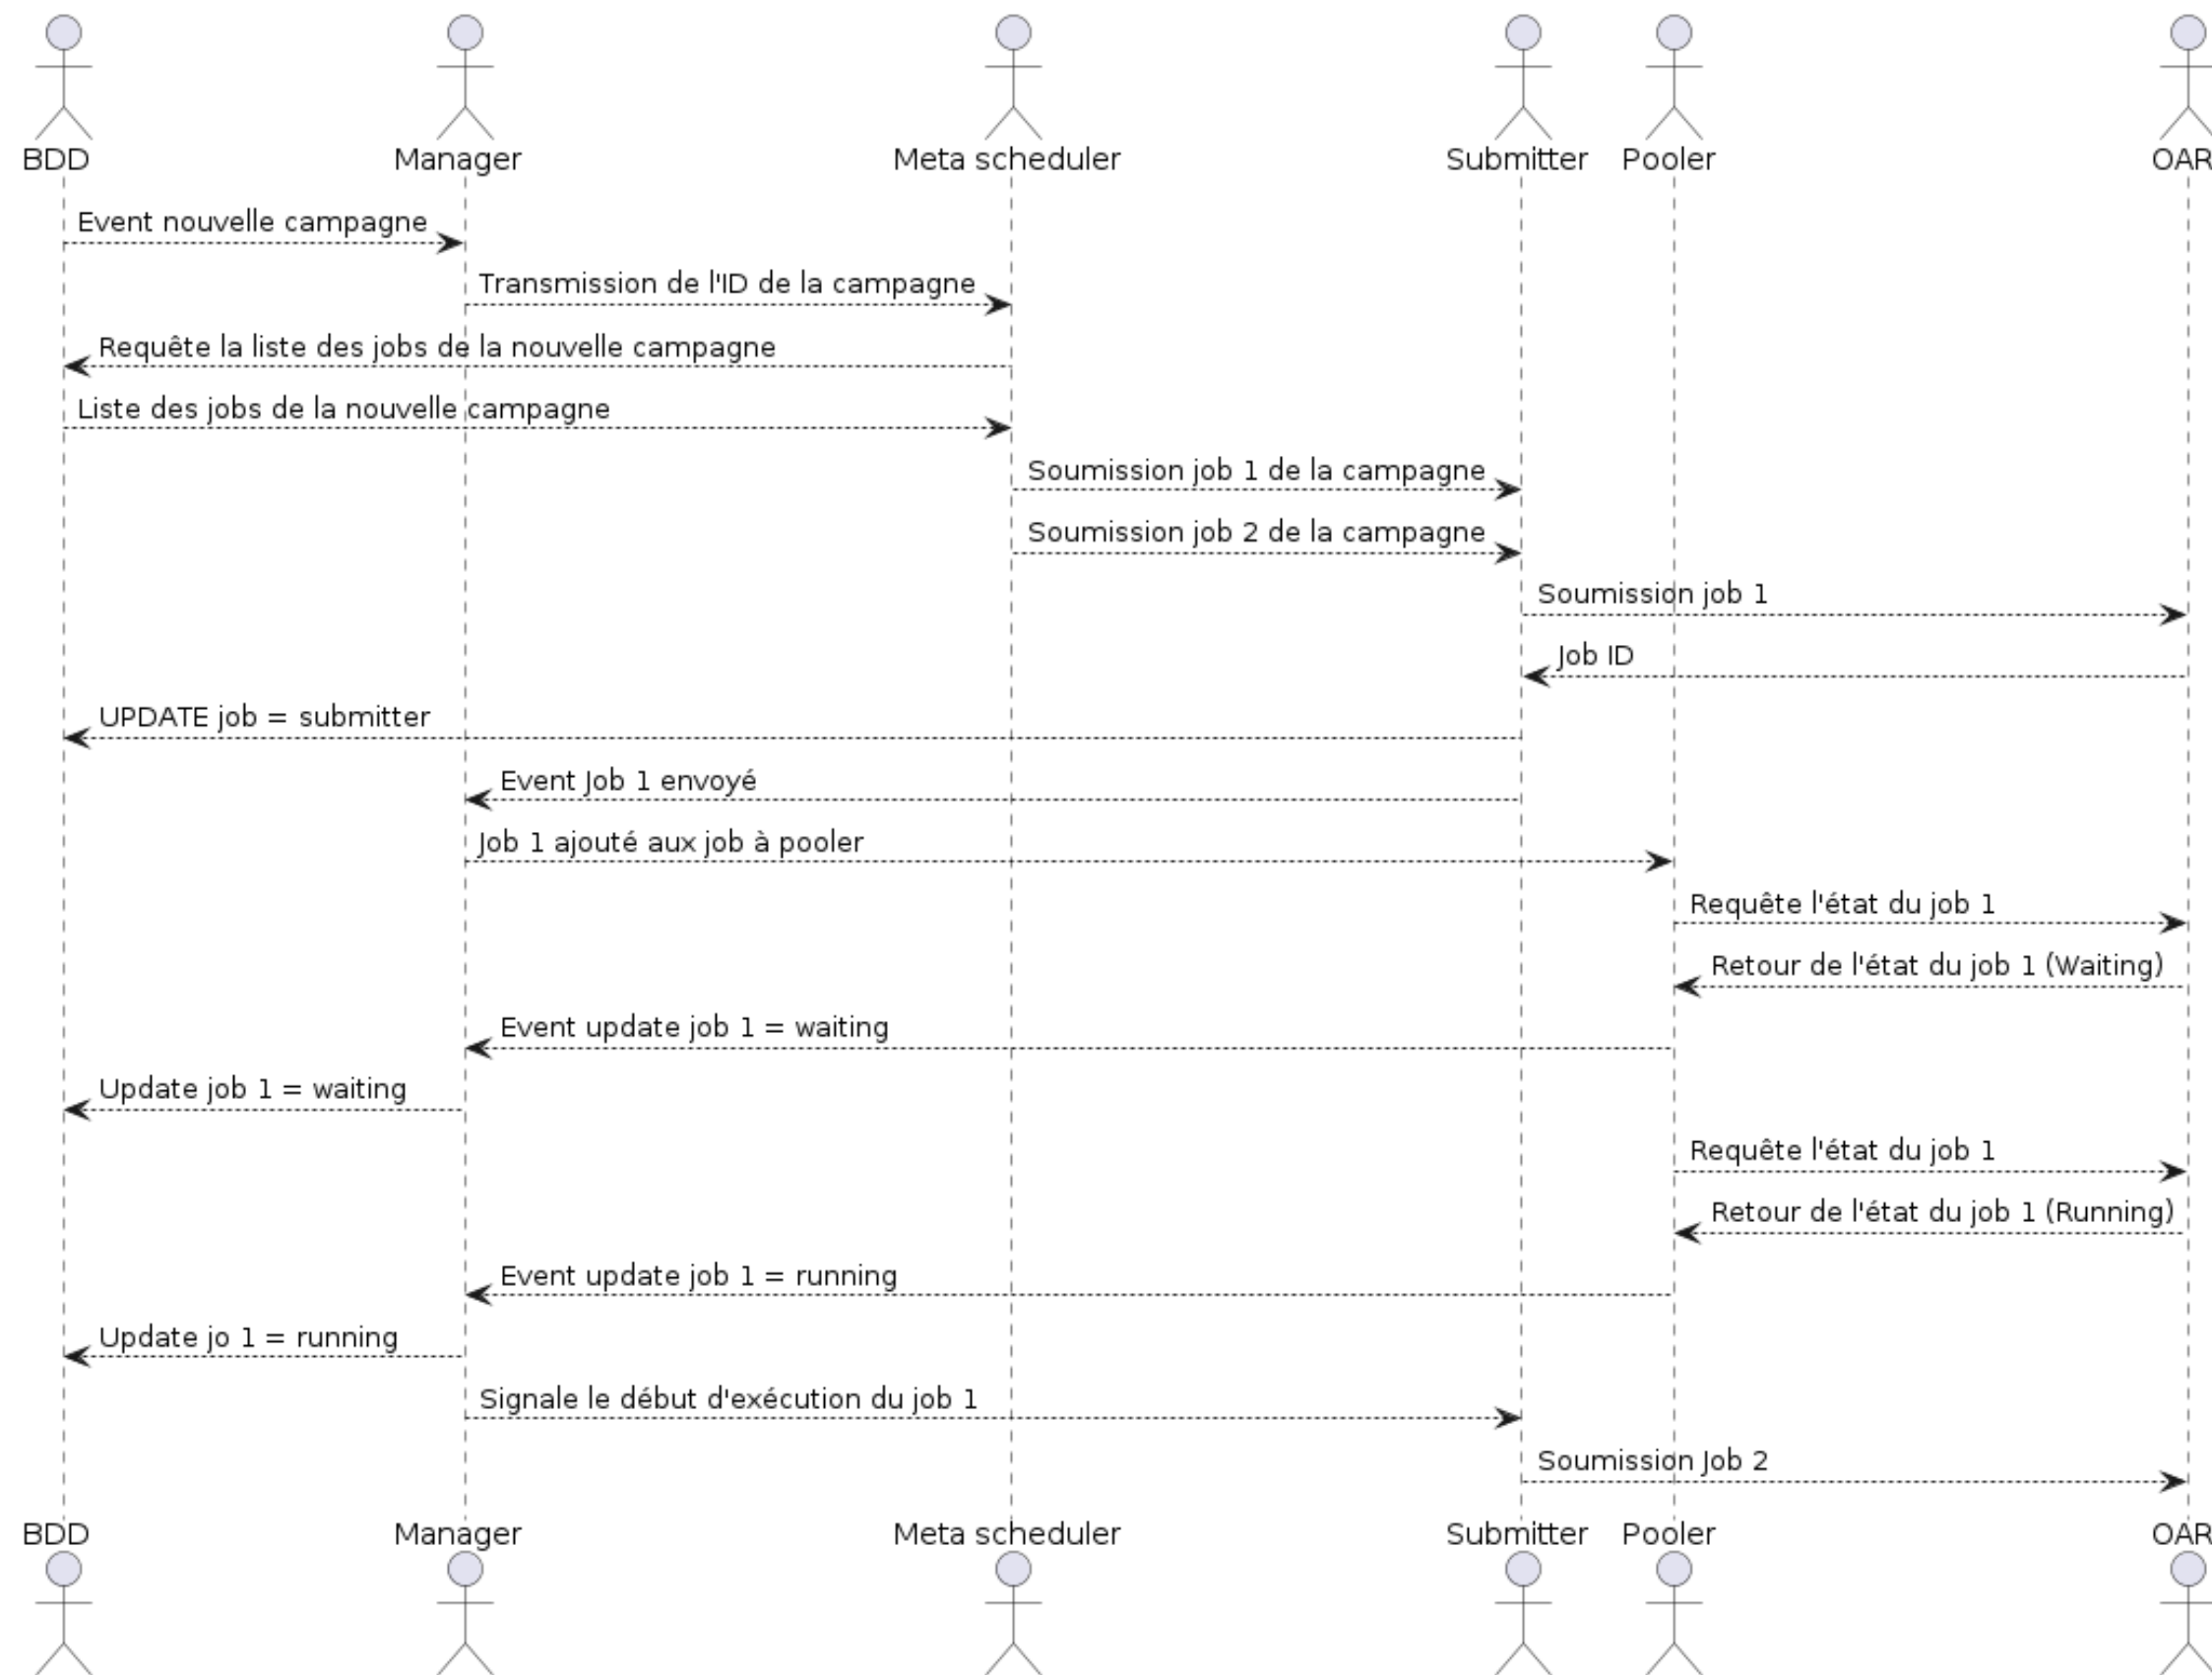 BDD
Manager
Meta scheduler
Submitter
Pooler
OAR
Event nouvelle campagne
Transmission de l'ID de la campagne
Requête la liste des jobs de la nouvelle campagne
Liste des jobs de la nouvelle campagne
Soumission job 1 de la campagne
Soumission job 2 de la campagne
Soumission job 1
Job ID
UPDATE job = submitter
Event Job 1 envoyé
Job 1 ajouté aux job à pooler
Requête l'état du job 1
Retour de l'état du job 1 (Waiting)
Event update job 1 = waiting
Update job 1 = waiting
Requête l'état du job 1
Retour de l'état du job 1 (Running)
Event update job 1 = running
Update jo 1 = running
Signale le début d'exécution du job 1
Soumission Job 2
BDD
Manager
Meta scheduler
Submitter
Pooler
OAR